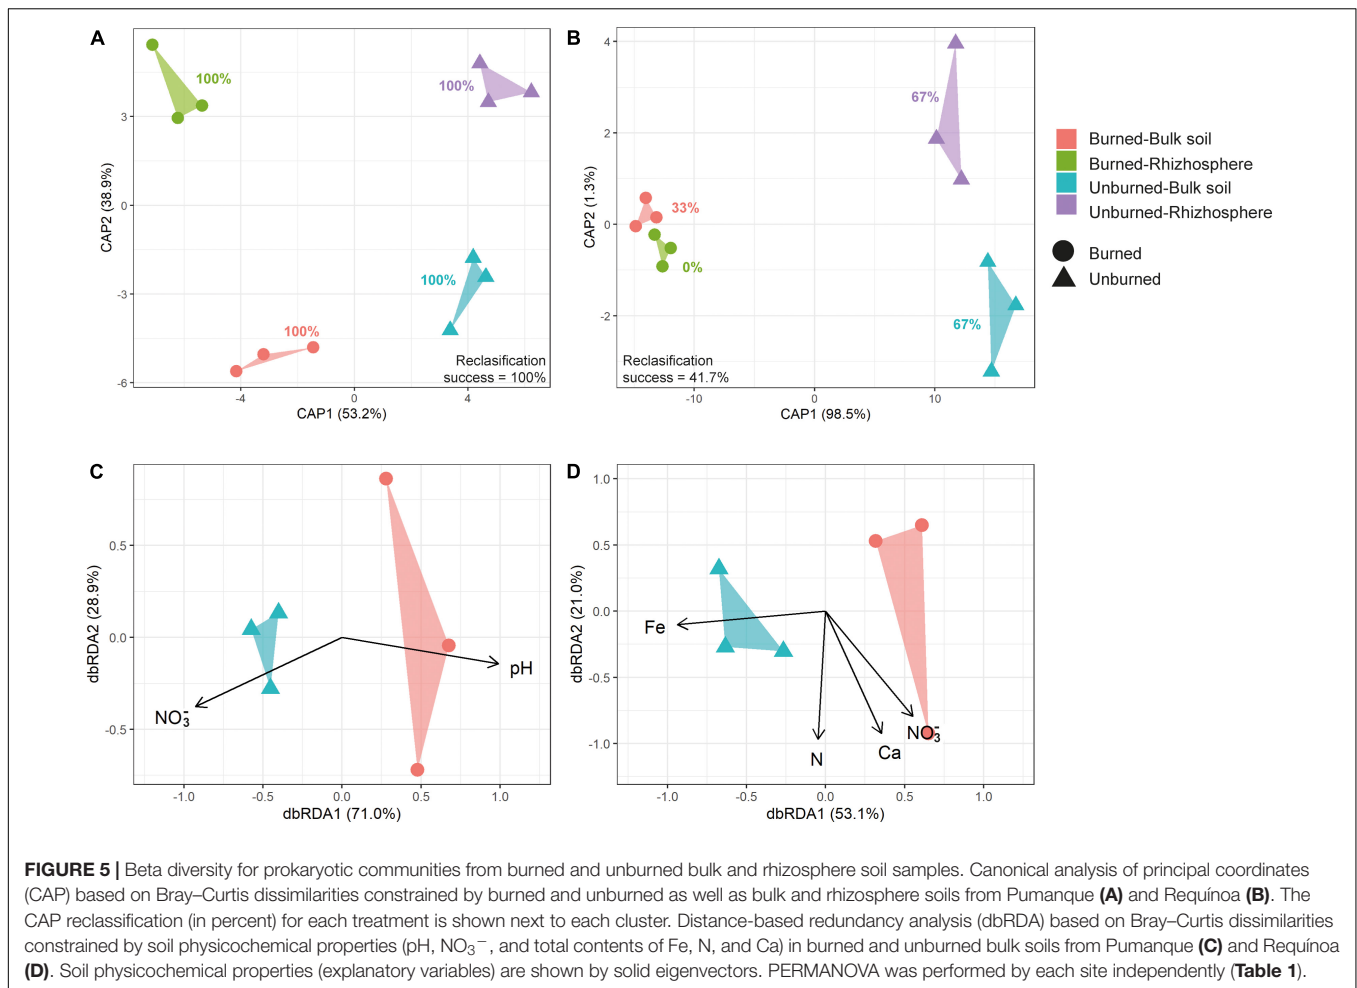 A
100%
100%
100%
100%
Reclasification
success = 100%
3
0
-3
-6
-4
0
4
CAP2 (38.9%)
CAP1 (53.2%)
B
67%
33%
0%
67%
Reclasification
success = 41.7%
4
2
0
-2
-10
0
10
CAP2 (1.3%)
CAP1 (98.5%)
Burned-Bulk soil
Burned-Rhizhosphere
Unburned-Bulk soil
Unburned-Rhizhosphere
Burned
Unburned
C
0.5
0.0
-0.5
-1.0
-0.5
0.0
0.5
1.0
dbRDA2 (28.9%)
dbRDA1 (71.0%)
pH
NO₃⁻
D
1.0
0.5
0.0
-0.5
-1.0
-1.0
-0.5
0.0
0.5
1.0
dbRDA2 (21.0%)
dbRDA1 (53.1%)
Fe
N
Ca
NO₃⁻
FIGURE 5 | Beta diversity for prokaryotic communities from burned and unburned bulk and rhizosphere soil samples. Canonical analysis of principal coordinates
(CAP) based on Bray–Curtis dissimilarities constrained by burned and unburned as well as bulk and rhizosphere soils from Pumanque (A) and Requínoa (B). The
CAP reclassification (in percent) for each treatment is shown next to each cluster. Distance-based redundancy analysis (dbRDA) based on Bray–Curtis dissimilarities
constrained by soil physicochemical properties (pH, NO₃⁻, and total contents of Fe, N, and Ca) in burned and unburned bulk soils from Pumanque (C) and Requínoa
(D). Soil physicochemical properties (explanatory variables) are shown by solid eigenvectors. PERMANOVA was performed by each site independently (Table 1).